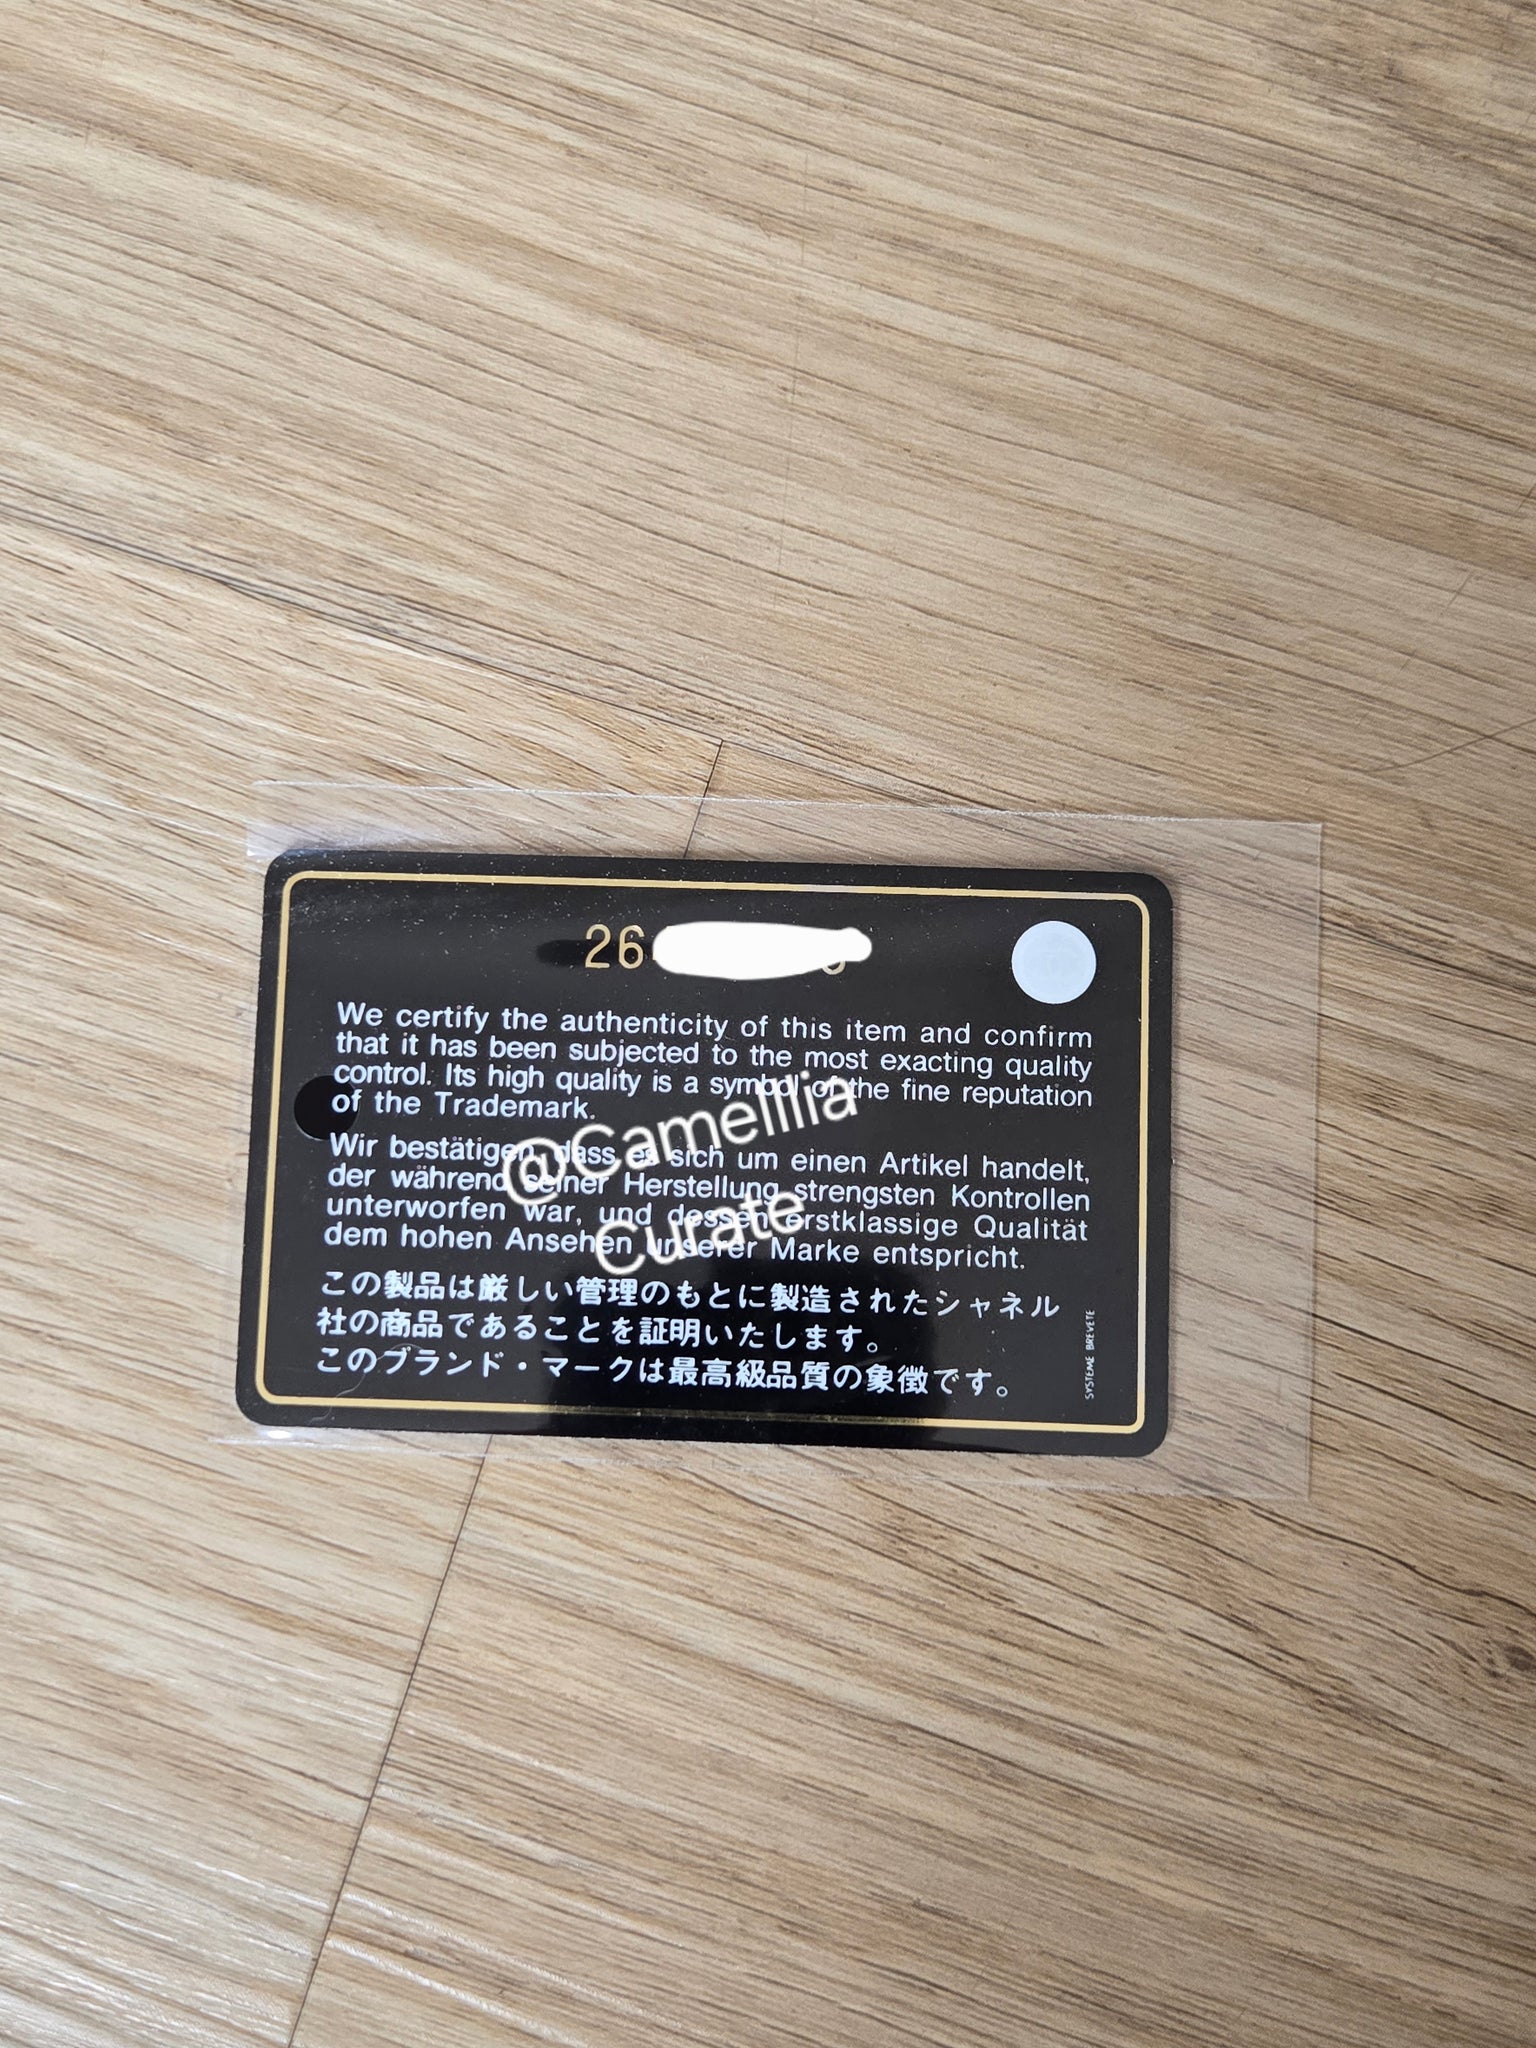 26
We certify the authenticity of this item and confirm
that it has been subjected to the most exacting quality
control. Its high quality is a symbol of the fine reputation
of the Trademark.
Wir bestätigen, dass es sich um einen Artikel handelt,
der während seiner Herstellung strengsten Kontrollen
unterworfen war, und dessen erstklassige Qualität
dem hohen Ansehen unserer Marke entspricht.
この製品は厳しい管理のもとに製造されたシャネル
社の商品であることを証明いたします。
このブランド・マークは最高級品質の象徴です。
SYSTEME BREVETE
@Camelllia
Curate